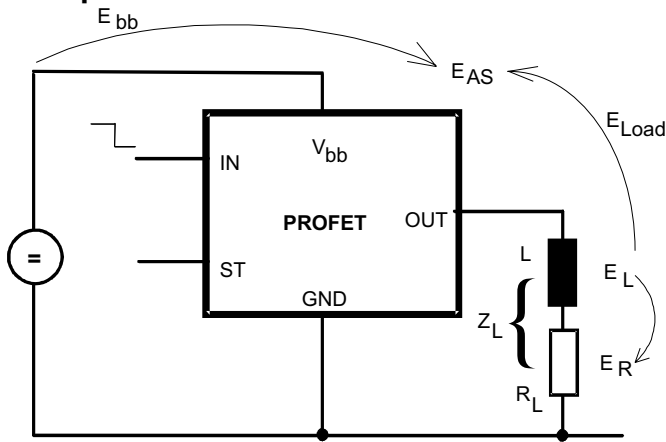 E bb
E AS
E Load
V bb
IN
PROFET
OUT
=
ST
GND
L
E L
Z L
{
E R
R L